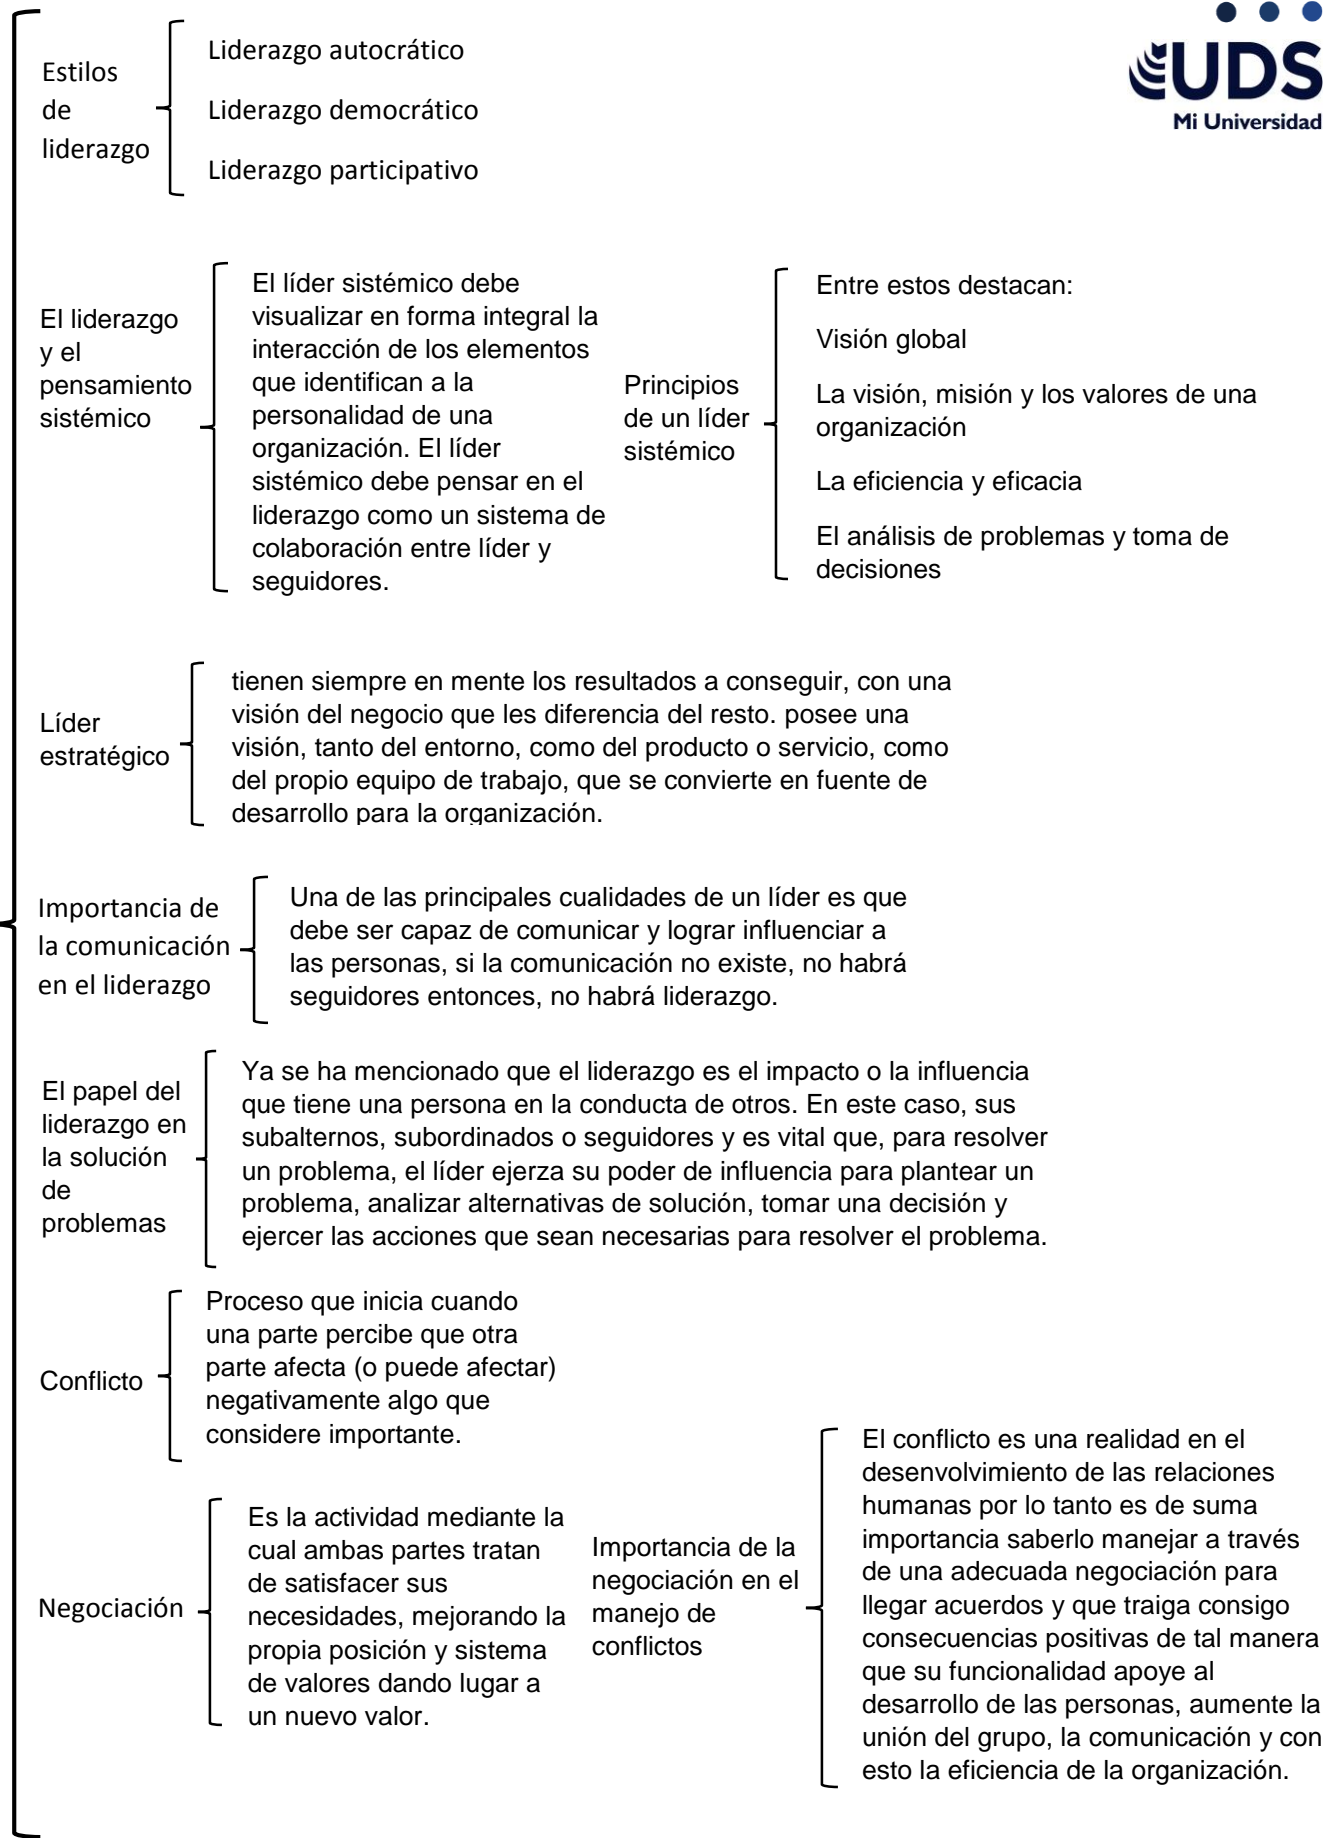 UDS
Mi Universidad
Estilos
de
liderazgo
Liderazgo autocrático
Liderazgo democrático
Liderazgo participativo
El liderazgo
y el
pensamiento
sistémico
El líder sistémico debe
visualizar en forma integral la
interacción de los elementos
que identifican a la
personalidad de una
organización. El líder
sistémico debe pensar en el
liderazgo como un sistema de
colaboración entre líder y
seguidores.
Principios
de un líder
sistémico
Entre estos destacan:
Visión global
La visión, misión y los valores de una
organización
La eficiencia y eficacia
El análisis de problemas y toma de
decisiones
Líder
estratégico
tienen siempre en mente los resultados a conseguir, con una
visión del negocio que les diferencia del resto. posee una
visión, tanto del entorno, como del producto o servicio, como
del propio equipo de trabajo, que se convierte en fuente de
desarrollo para la organización.
Importancia de
la comunicación
en el liderazgo
Una de las principales cualidades de un líder es que
debe ser capaz de comunicar y lograr influenciar a
las personas, si la comunicación no existe, no habrá
seguidores entonces, no habrá liderazgo.
El papel del
liderazgo en
la solución
de
problemas
Ya se ha mencionado que el liderazgo es el impacto o la influencia
que tiene una persona en la conducta de otros. En este caso, sus
subalternos, subordinados o seguidores y es vital que, para resolver
un problema, el líder ejerza su poder de influencia para plantear un
problema, analizar alternativas de solución, tomar una decisión y
ejercer las acciones que sean necesarias para resolver el problema.
Conflicto
Proceso que inicia cuando
una parte percibe que otra
parte afecta (o puede afectar)
negativamente algo que
considere importante.
Negociación
Es la actividad mediante la
cual ambas partes tratan
de satisfacer sus
necesidades, mejorando la
propia posición y sistema
de valores dando lugar a
un nuevo valor.
Importancia de la
negociación en el
manejo de
conflictos
El conflicto es una realidad en el
desenvolvimiento de las relaciones
humanas por lo tanto es de suma
importancia saberlo manejar a través
de una adecuada negociación para
llegar acuerdos y que traiga consigo
consecuencias positivas de tal manera
que su funcionalidad apoye al
desarrollo de las personas, aumente la
unión del grupo, la comunicación y con
esto la eficiencia de la organización.